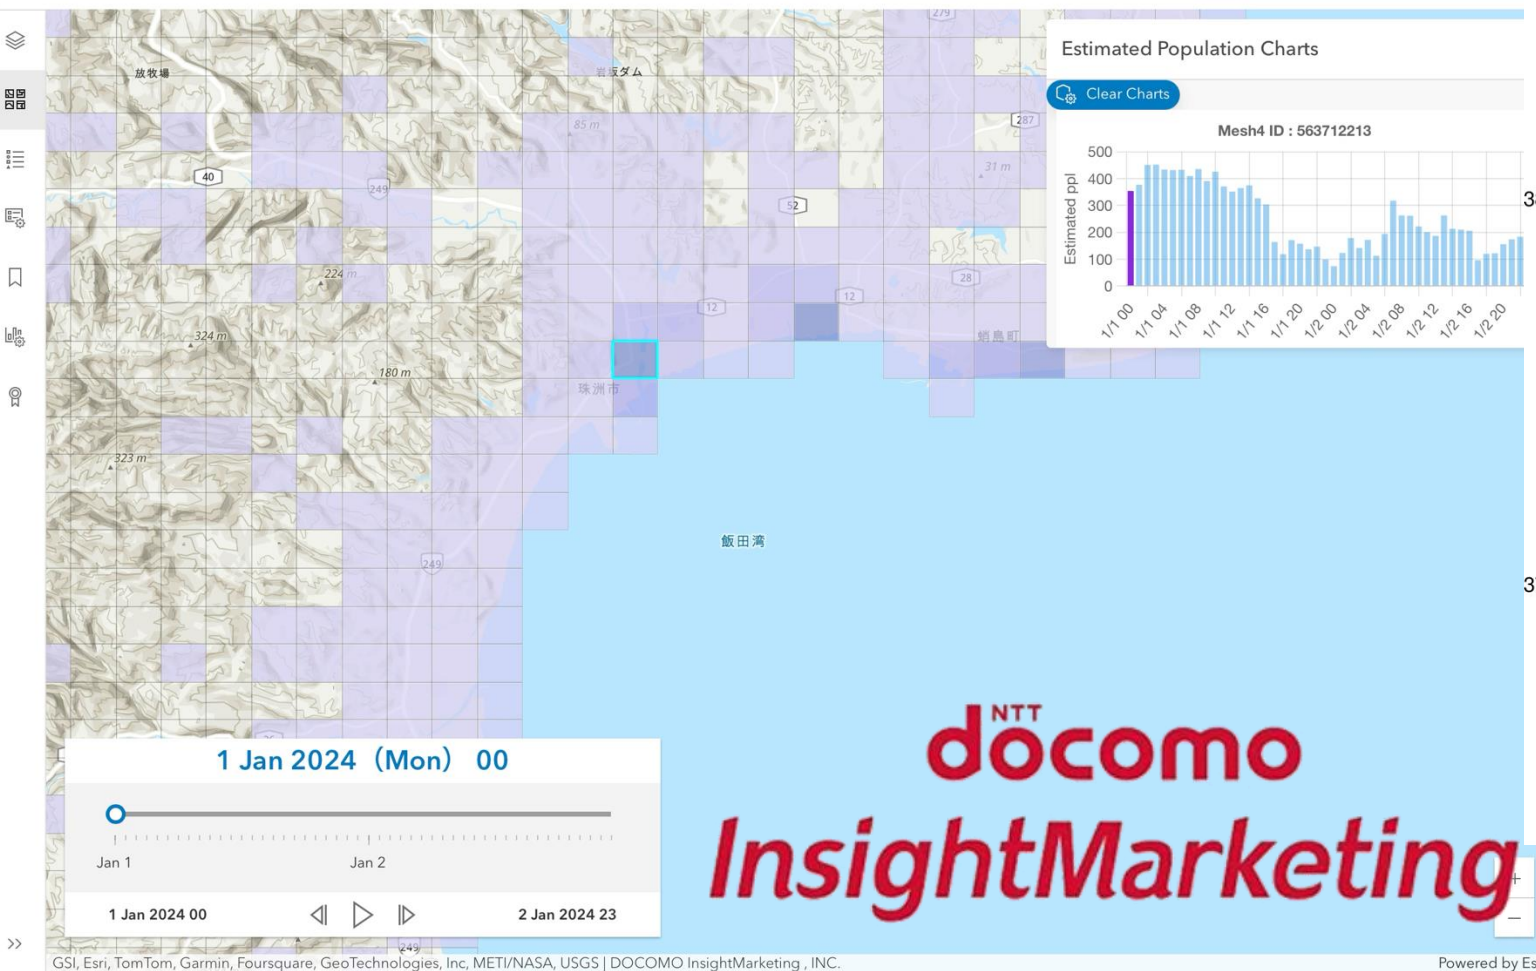 279
Estimated Population Charts
放牧場
岩坂ダム
Clear Charts
85 m
287
Mesh4 ID : 563712213
500
400
300
200
100
0
Estimated ppl
1/1 00
1/1 04
1/1 08
1/1 12
1/1 16
1/1 20
1/2 00
1/2 04
1/2 08
1/2 12
1/2 16
1/2 20
31 m
40
249
52
224 m
28
12
12
324 m
蛸島町
180 m
珠洲市
323 m
飯田湾
249
NTT
docomo
InsightMarketing
1 Jan 2024（Mon） 00
Jan 1
Jan 2
1 Jan 2024 00
2 Jan 2024 23
249
GSI, Esri, TomTom, Garmin, Foursquare, GeoTechnologies, Inc, METI/NASA, USGS | DOCOMO InsightMarketing , INC.
Powered by Es